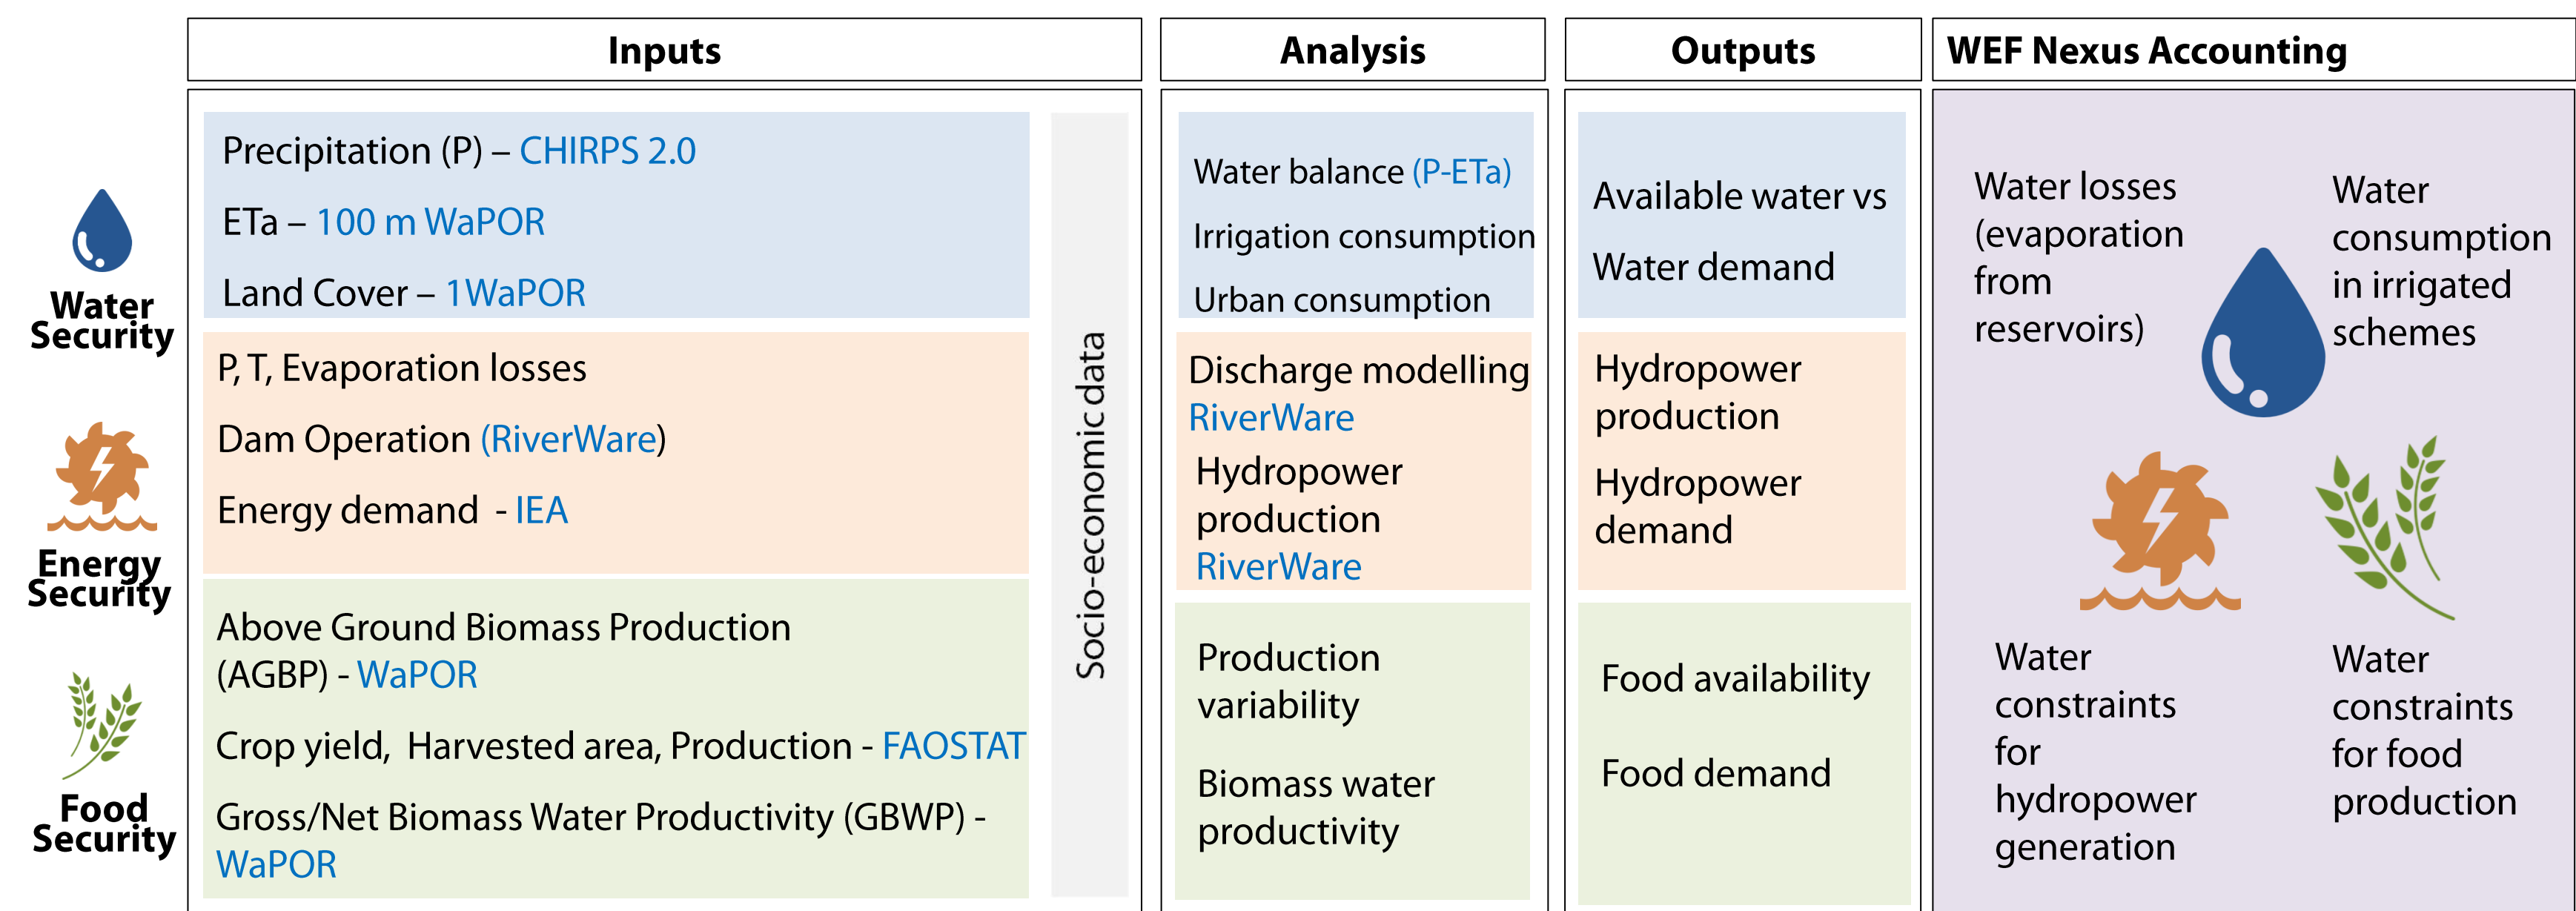 Inputs
Analysis
Outputs
WEF Nexus Accounting
Water
Security
Precipitation (P) – CHIRPS 2.0
ETa – 100 m WaPOR
Land Cover – 1WaPOR
Energy
Security
P, T, Evaporation losses
Dam Operation (RiverWare)
Energy demand  - IEA
Food
Security
Above Ground Biomass Production
(AGBP) - WaPOR
Crop yield,  Harvested area, Production - FAOSTAT
Gross/Net Biomass Water Productivity (GBWP) -
WaPOR
Socio-economic data
Water balance (P-ETa)
Irrigation consumption
Urban consumption
Discharge modelling
RiverWare
Hydropower
production
RiverWare
Production
variability
Biomass water
productivity
Available water vs
Water demand
Hydropower
production
Hydropower
demand
Food availability
Food demand
Water losses
(evaporation
from
reservoirs)
Water
consumption
in irrigated
schemes
Water
constraints
for
hydropower
generation
Water
constraints
for food
production